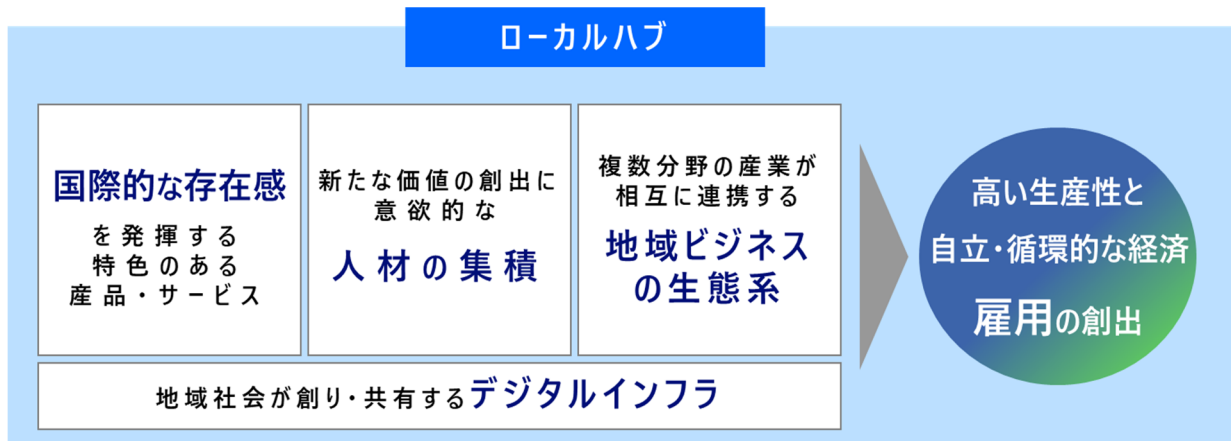 ローカルハブ
国際的な存在感
を発揮する
特色のある
産品・サービス
新たな価値の創出に
意欲的な
人材の集積
複数分野の産業が
相互に連携する
地域ビジネス
の生態系
地域社会が創り・共有するデジタルインフラ
高い生産性と
自立・循環的な経済
雇用の創出